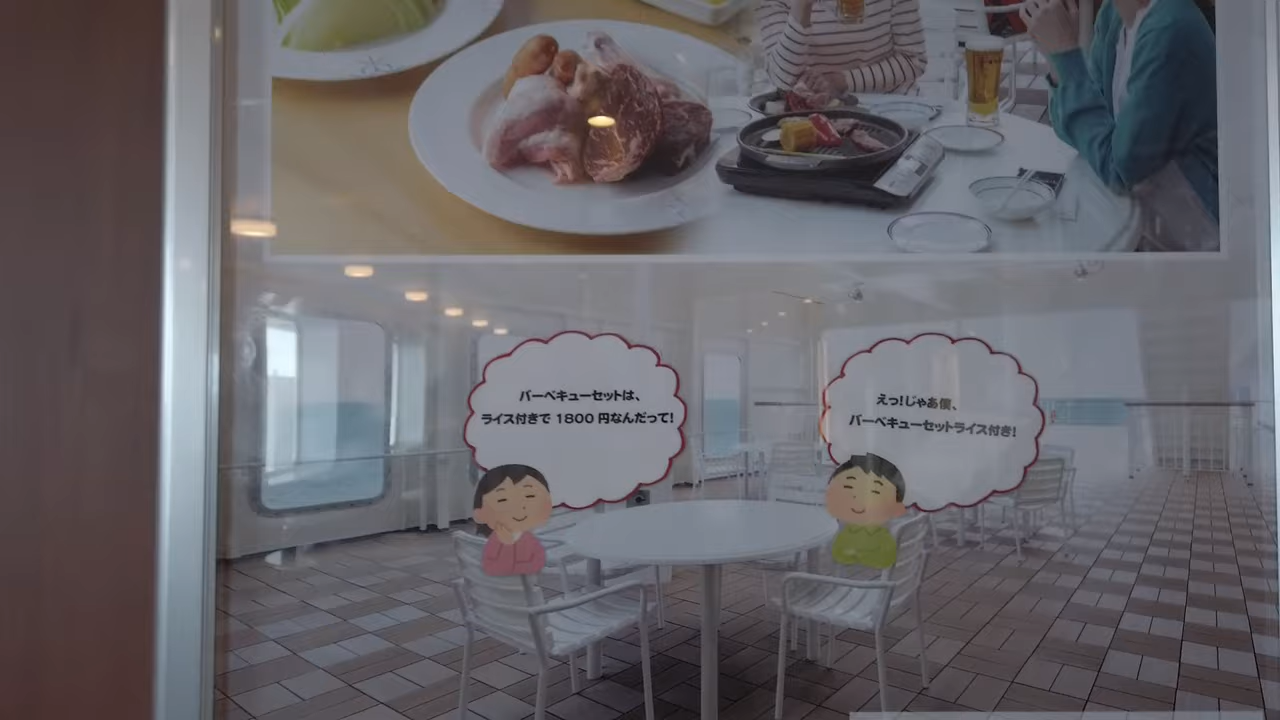 バーベキューセットは、
ライス付きで 1800 円なんだって!
えっ!じゃあ僕、
バーベキューセットライス付き!